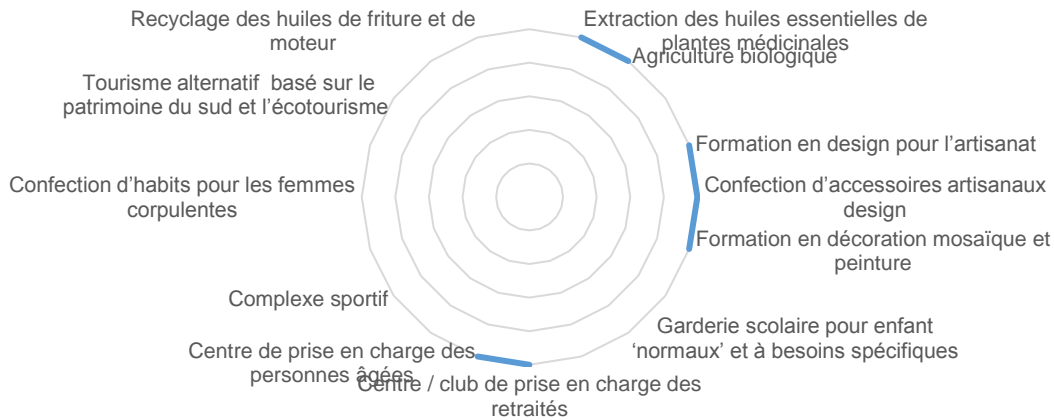 Recyclage des huiles de friture et de
moteur
Extraction des huiles essentielles de
plantes médicinales
Agriculture biologique
Tourisme alternatif basé sur le
patrimoine du sud et l’écotourisme
Formation en design pour l’artisanat
Confection d’habits pour les femmes
corpulentes
Confection d’accessoires artisanaux
design
Formation en décoration mosaïque et
peinture
Complexe sportif
Garderie scolaire pour enfant
‘normaux’ et à besoins spécifiques
Centre de prise en charge des
personnes âgées
Centre / club de prise en charge des
retraités